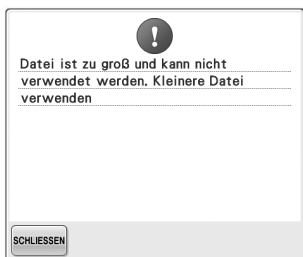 Datei ist zu groß und kann nicht
verwendet werden. Kleinere Datei
verwenden
SCHLIESSEN